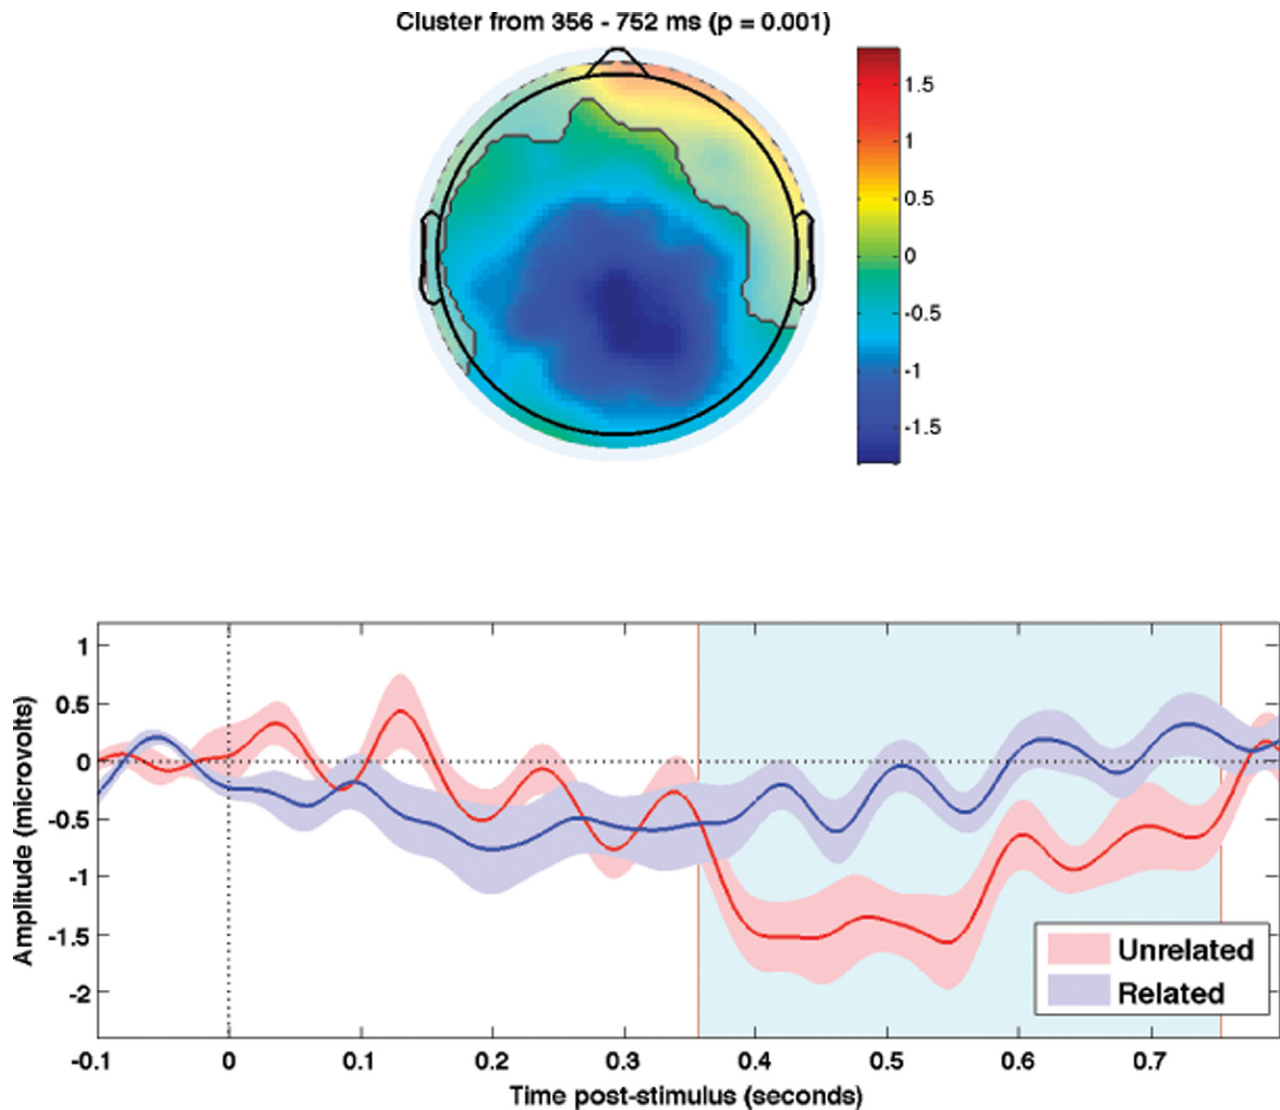 Cluster from 356 - 752 ms (p = 0.001)
1.5
1
0.5
0
-0.5
-1
-1.5
Amplitude (microvolts)
1
0.5
0
-0.5
-1
-1.5
-2
Unrelated
Related
-0.1 0 0.1 0.2 0.3 0.4 0.5 0.6 0.7
Time post-stimulus (seconds)